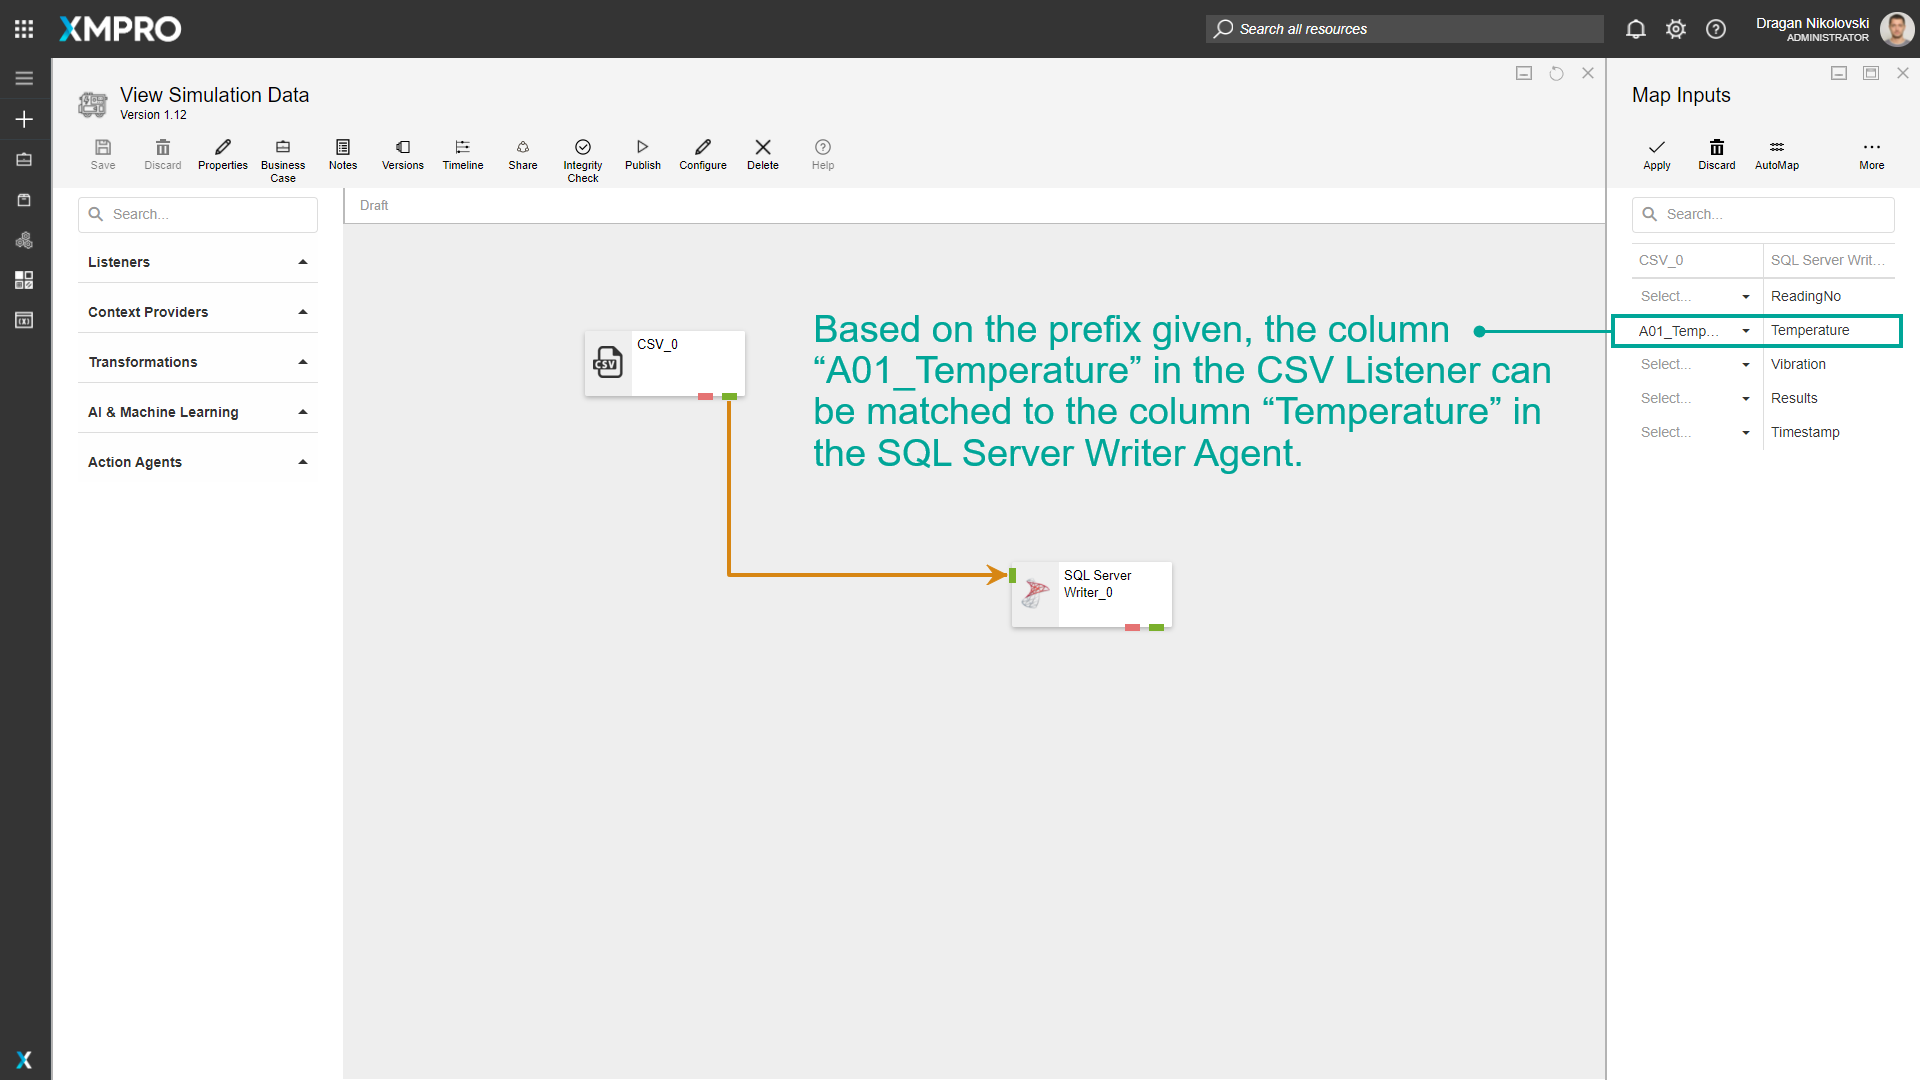 XMPRO
Search all resources
Dragan Nikolovski
ADMINISTRATOR
View Simulation Data
Version 1.12
Save
Discard
Properties
Business
Case
Notes
Versions
Timeline
Share
Integrity
Check
Publish
Configure
Delete
Help
Search...
Listeners
Context Providers
Transformations
AI & Machine Learning
Action Agents
Draft
CSV
CSV_0
Based on the prefix given, the column
“A01_Temperature” in the CSV Listener can
be matched to the column “Temperature” in
the SQL Server Writer Agent.
SQL Server
Writer_0
Map Inputs
Apply
Discard
AutoMap
More
Search...
CSV_0 SQL Server Writ...
Select... ReadingNo
A01_Temp... Temperature
Select... Vibration
Select... Results
Select... Timestamp
X